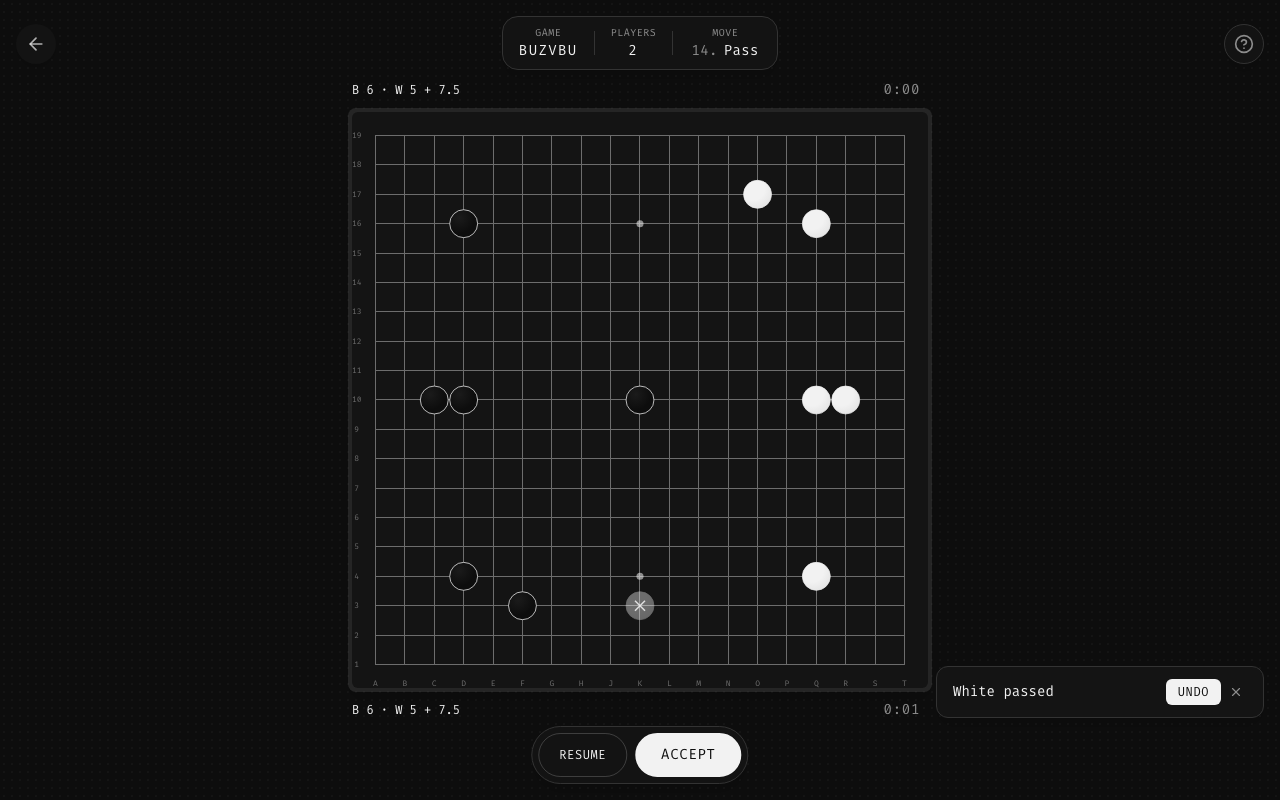 GAME PLAYERS MOVE
BUZVBU 2 14. Pass
B 6 · W 5 + 7.5 0:00
19
18
17
16
15
14
13
12
11
10
9
8
7
6
5
4
3
2
1
A B C D E F G H J K L M N O P Q R S T
White passed UNDO
B 6 · W 5 + 7.5 0:01
RESUME ACCEPT